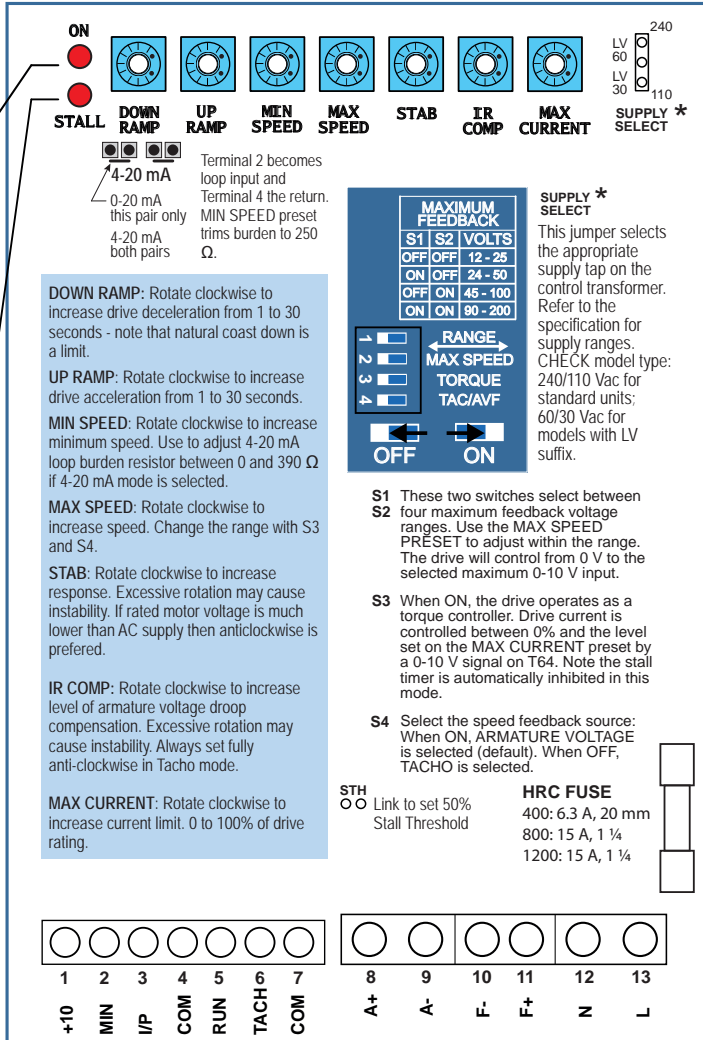 ON
STALL
DOWN RAMP
UP RAMP
MIN SPEED
MAX SPEED
STAB
IR COMP
MAX CURRENT
240
LV 60
LV 30
110
SUPPLY SELECT *
4-20 mA
0-20 mA
this pair only
4-20 mA
both pairs
Terminal 2 becomes
loop input and
Terminal 4 the return.
MIN SPEED preset
trims burden to 250
Ω.
DOWN RAMP: Rotate clockwise to
increase drive deceleration from 1 to 30
seconds - note that natural coast down is
a limit.
UP RAMP: Rotate clockwise to increase
drive acceleration from 1 to 30 seconds.
MIN SPEED: Rotate clockwise to increase
minimum speed. Use to adjust 4-20 mA
loop burden resistor between 0 and 390 Ω
if 4-20 mA mode is selected.
MAX SPEED: Rotate clockwise to
increase speed. Change the range with S3
and S4.
STAB: Rotate clockwise to increase
response. Excessive rotation may cause
instability. If rated motor voltage is much
lower than AC supply then anticlockwise is
prefered.
IR COMP: Rotate clockwise to increase
level of armature voltage droop
compensation. Excessive rotation may
cause instability. Always set fully
anti-clockwise in Tacho mode.
MAX CURRENT: Rotate clockwise to
increase current limit. 0 to 100% of drive
rating.
MAXIMUM
FEEDBACK
S1 S2 VOLTS
OFF OFF 12 - 25
ON OFF 24 - 50
OFF ON 45 - 100
ON ON 90 - 200
1 RANGE
2 MAX SPEED
3 TORQUE
4 TAC/AVF
OFF ON
SUPPLY *
SELECT
This jumper selects
the appropriate
supply tap on the
control transformer.
Refer to the
specification for
supply ranges.
CHECK model type:
240/110 Vac for
standard units;
60/30 Vac for
models with LV
suffix.
S1 These two switches select between
S2 four maximum feedback voltage
ranges. Use the MAX SPEED
PRESET to adjust within the range.
The drive will control from 0 V to the
selected maximum 0-10 V input.
S3 When ON, the drive operates as a
torque controller. Drive current is
controlled between 0% and the level
set on the MAX CURRENT preset by
a 0-10 V signal on T64. Note the stall
timer is automatically inhibited in this
mode.
S4 Select the speed feedback source:
When ON, ARMATURE VOLTAGE
is selected (default). When OFF,
TACHO is selected.
STH
Link to set 50%
Stall Threshold
HRC FUSE
400: 6.3 A, 20 mm
800: 15 A, 1 ¼
1200: 15 A, 1 ¼
1 2 3 4 5 6 7
+10 MIN I/P COM RUN TACH COM
8 9 10 11 12 13
A+ A- F- F+ N L